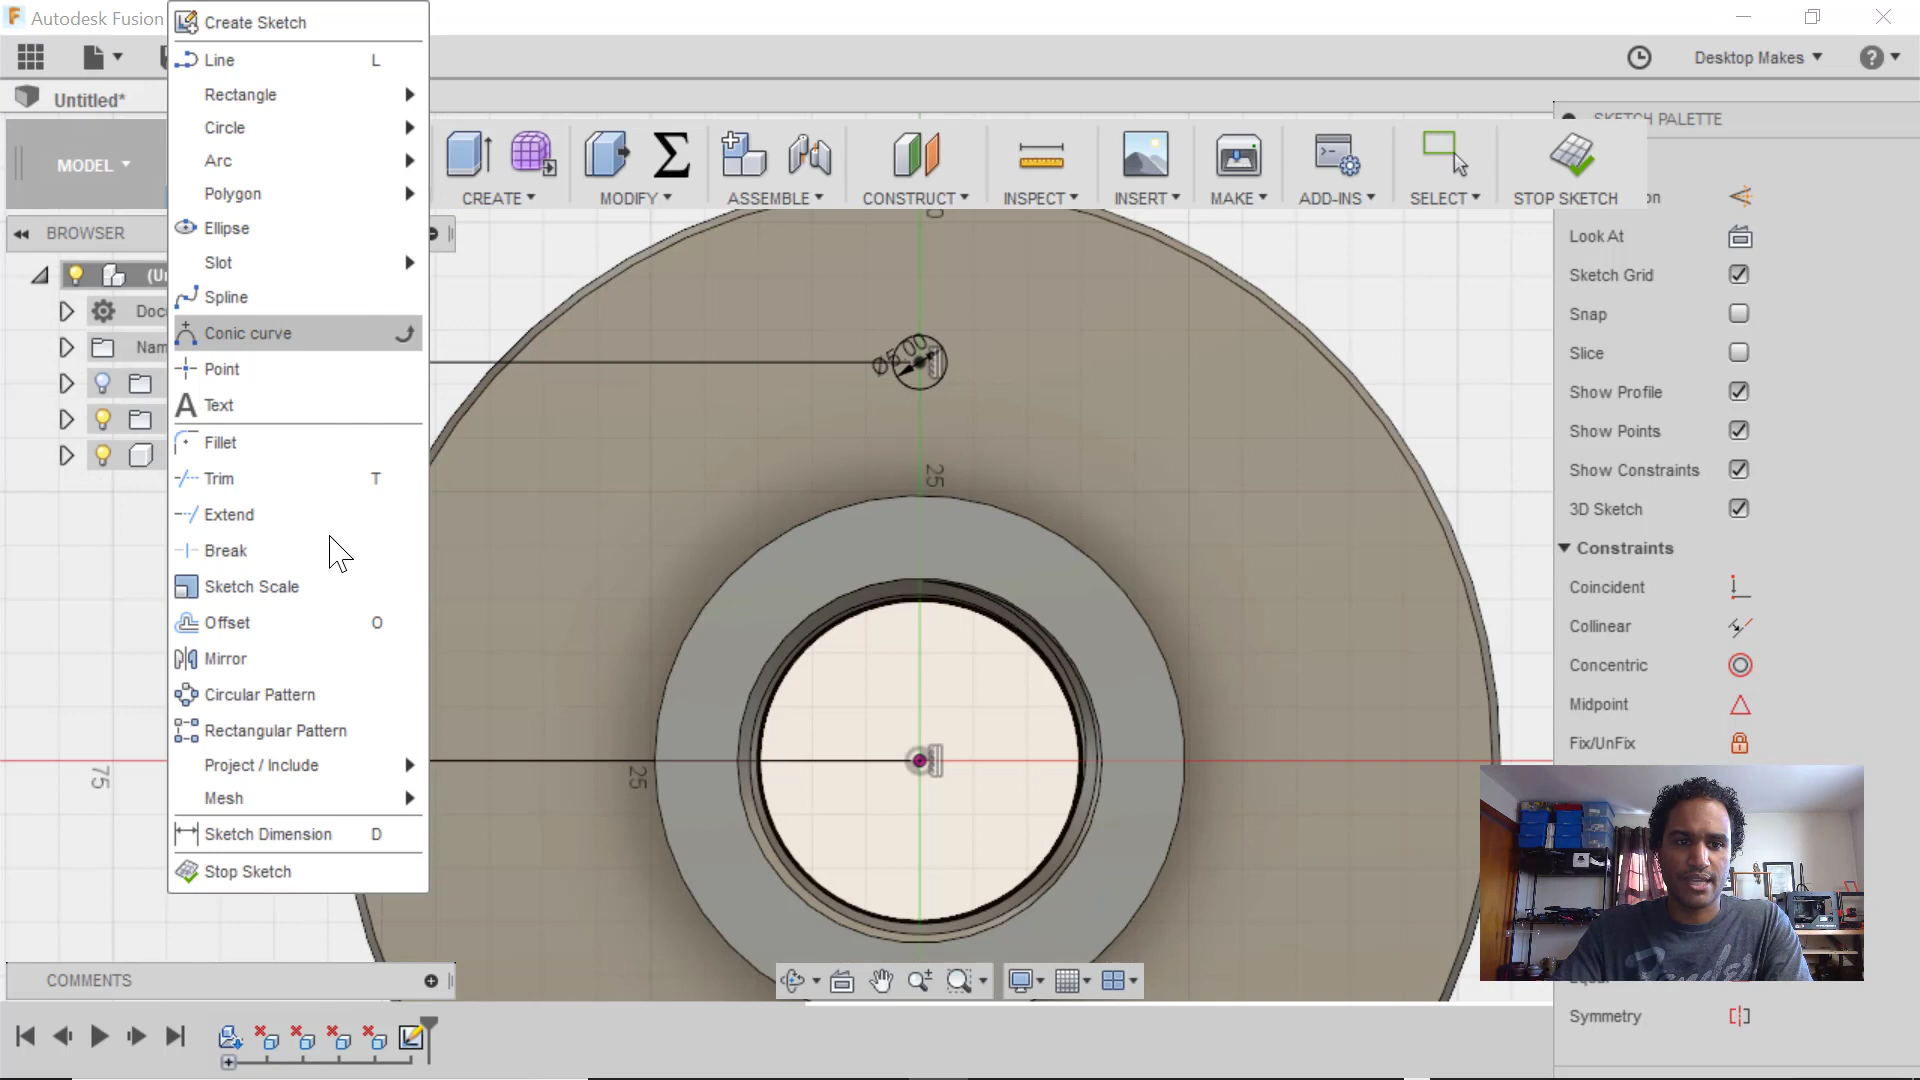 Autodesk Fusion
Desktop Makes
Untitled*
Create Sketch
Line L
Rectangle
Circle
Arc
Polygon
Ellipse
Slot
Spline
Conic curve
Point
Text
Fillet
Trim T
Extend
Break
Sketch Scale
Offset O
Mirror
Circular Pattern
Rectangular Pattern
Project / Include
Mesh
Sketch Dimension D
Stop Sketch
MODEL
CREATE
MODIFY
ASSEMBLE
CONSTRUCT
INSPECT
INSERT
MAKE
ADD-INS
SELECT
STOP SKETCH
BROWSER
Ø5.00
25
25
75
SKETCH PALETTE
Look At
Sketch Grid
Snap
Slice
Show Profile
Show Points
Show Constraints
3D Sketch
Constraints
Coincident
Collinear
Concentric
Midpoint
Fix/UnFix
Symmetry
COMMENTS